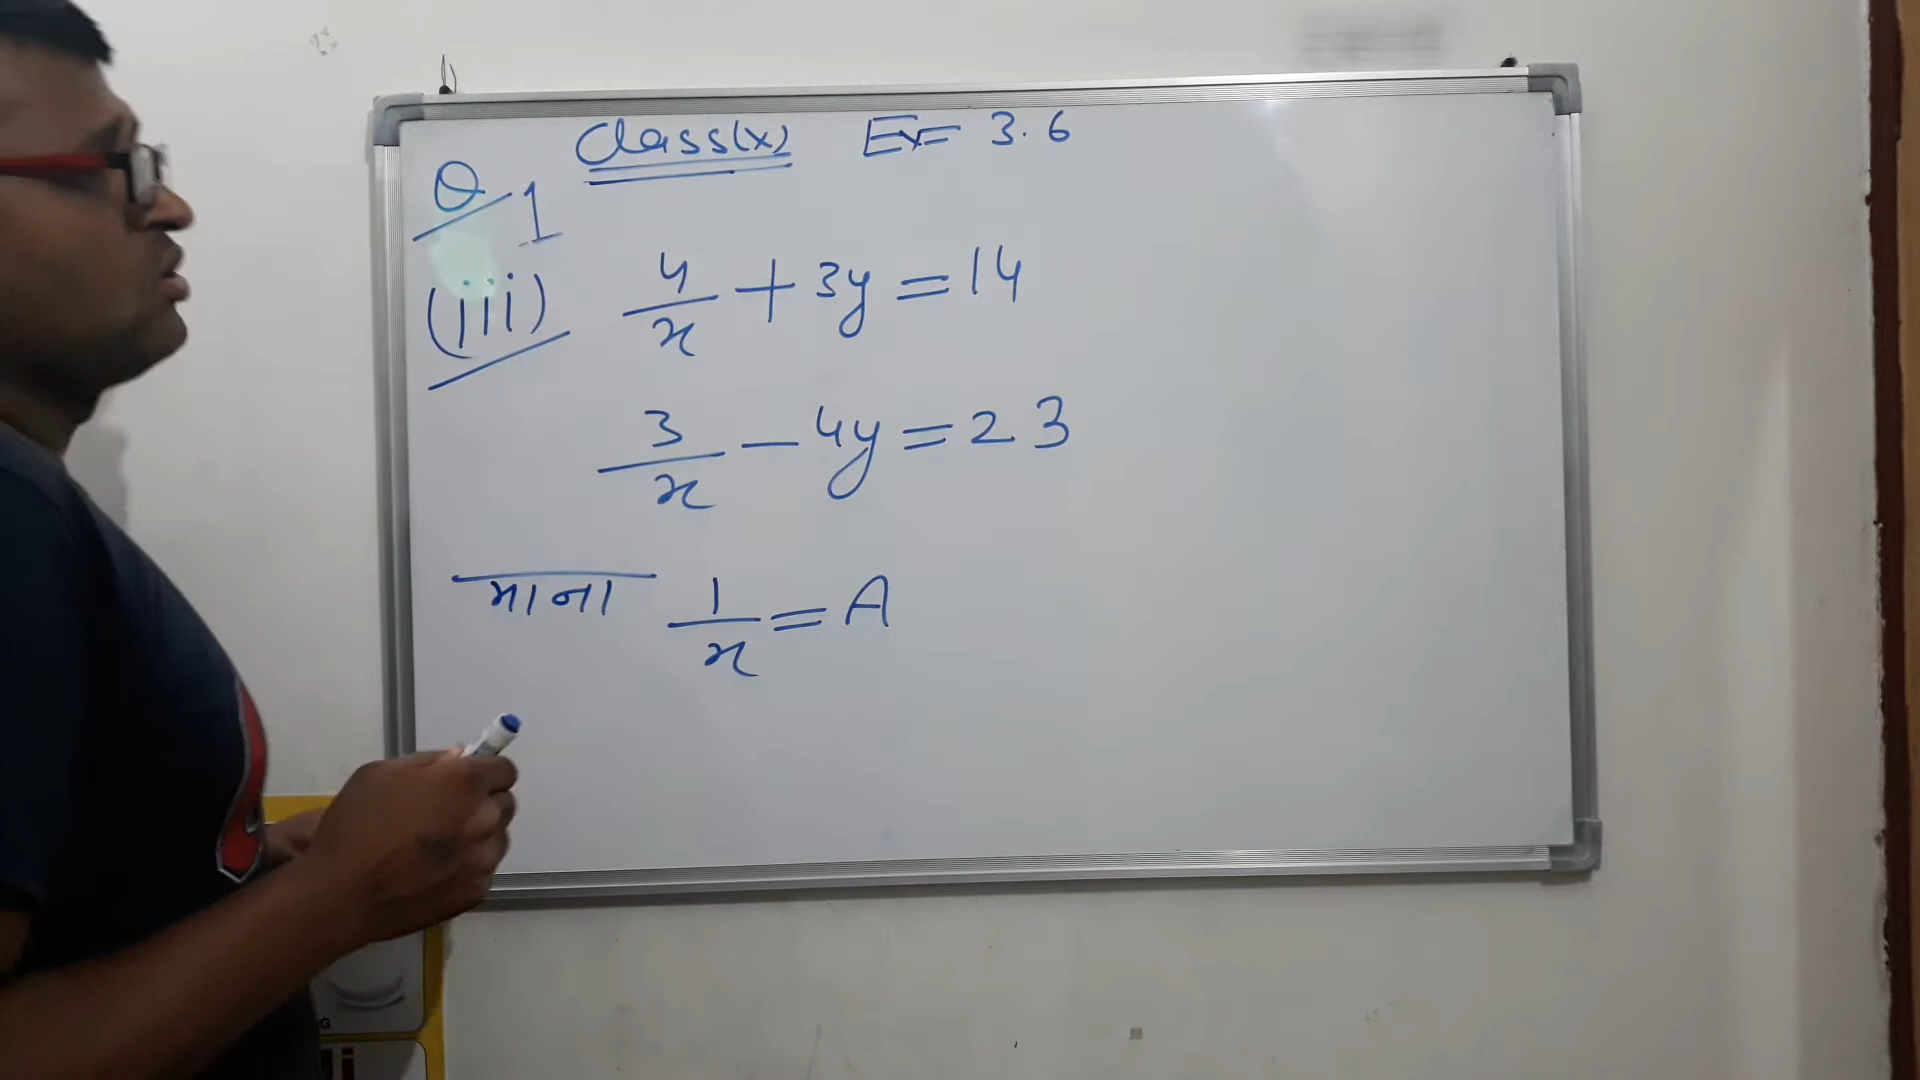 Class(x) Ex= 3.6
Q 1
(iii) 4/x + 3y = 14
3/x - 4y = 23
माना 1/x = A